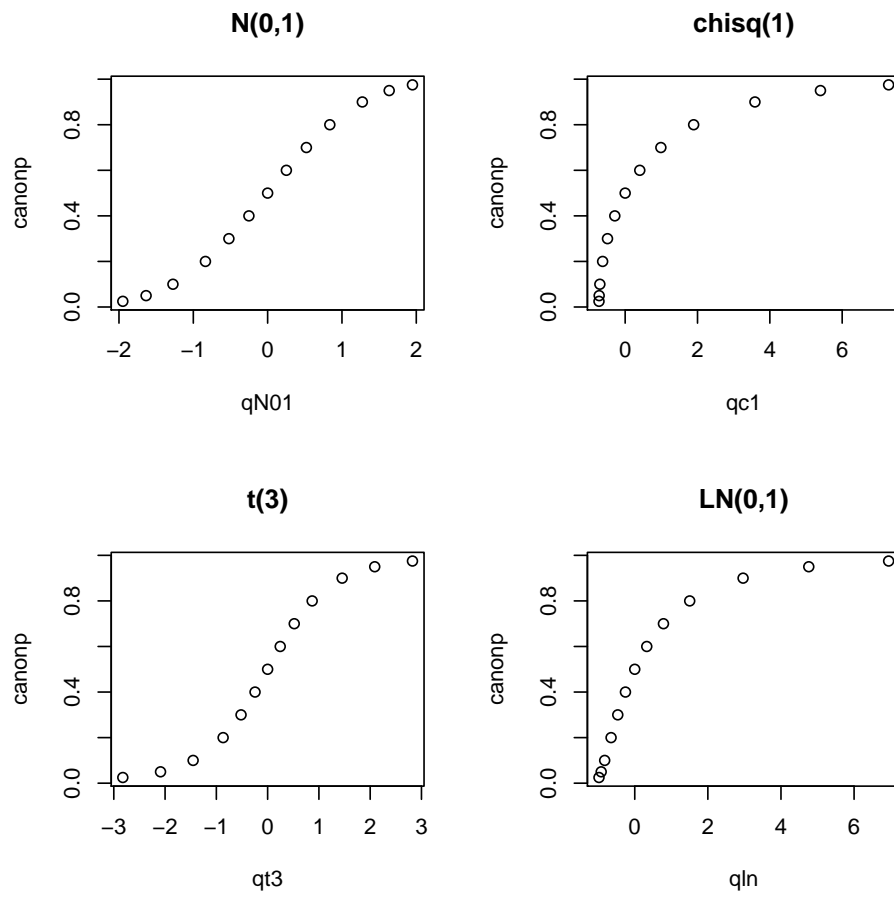 N(0,1)
canonp
0.0 0.4 0.8
−2 −1 0 1 2
qN01
chisq(1)
canonp
0.0 0.4 0.8
0 2 4 6
qc1
t(3)
canonp
0.0 0.4 0.8
−3 −2 −1 0 1 2 3
qt3
LN(0,1)
canonp
0.0 0.4 0.8
0 2 4 6
qln